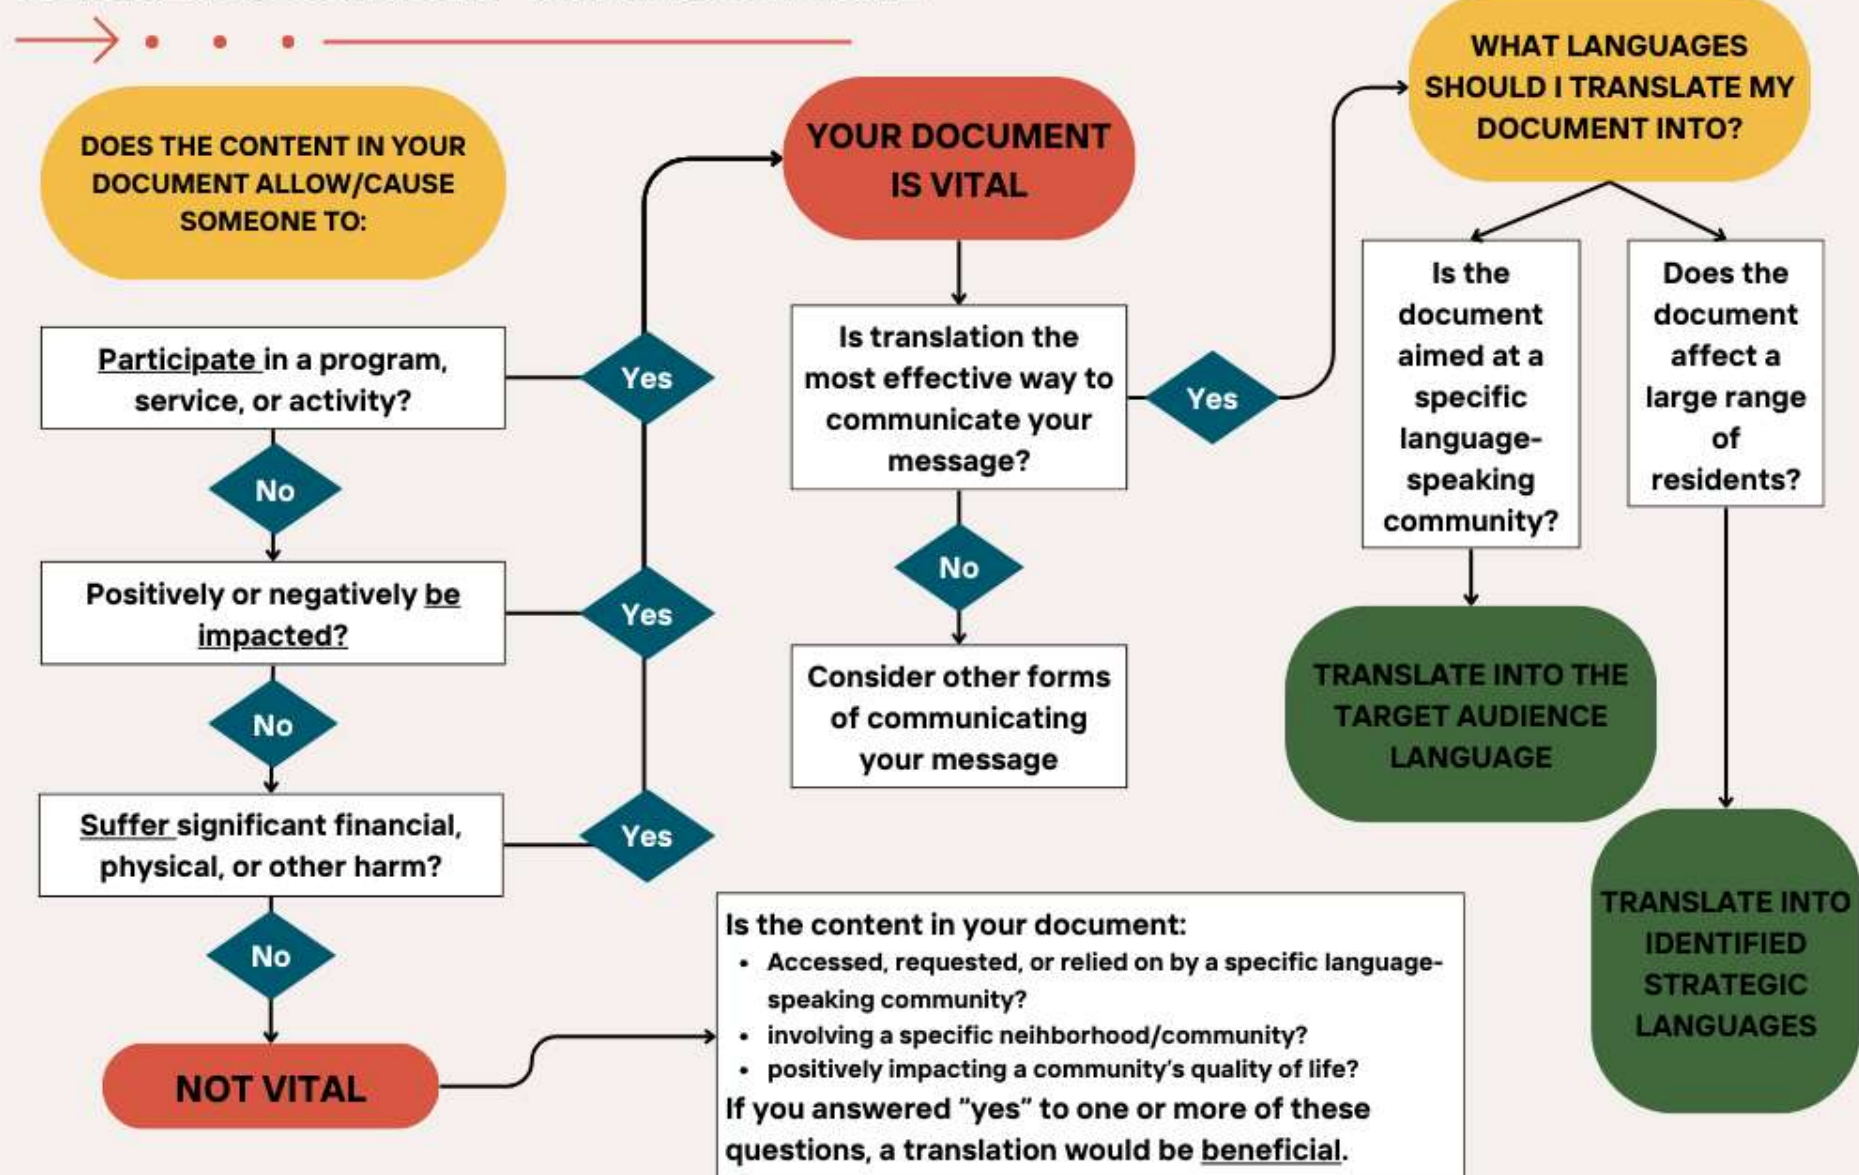 DOES THE CONTENT IN YOUR
DOCUMENT ALLOW/CAUSE
SOMEONE TO:
Participate in a program,
service, or activity?
Yes
No
Positively or negatively be
impacted?
Yes
No
Suffer significant financial,
physical, or other harm?
Yes
No
NOT VITAL
YOUR DOCUMENT
IS VITAL
Is translation the
most effective way to
communicate your
message?
Yes
No
Consider other forms
of communicating
your message
WHAT LANGUAGES
SHOULD I TRANSLATE MY
DOCUMENT INTO?
Is the
document
aimed at a
specific
language-
speaking
community?
TRANSLATE INTO THE
TARGET AUDIENCE
LANGUAGE
Does the
document
affect a
large range
of
residents?
TRANSLATE INTO
IDENTIFIED
STRATEGIC
LANGUAGES
Is the content in your document:
• Accessed, requested, or relied on by a specific language-
speaking community?
• involving a specific neihborhood/community?
• positively impacting a community's quality of life?
If you answered "yes" to one or more of these
questions, a translation would be beneficial.